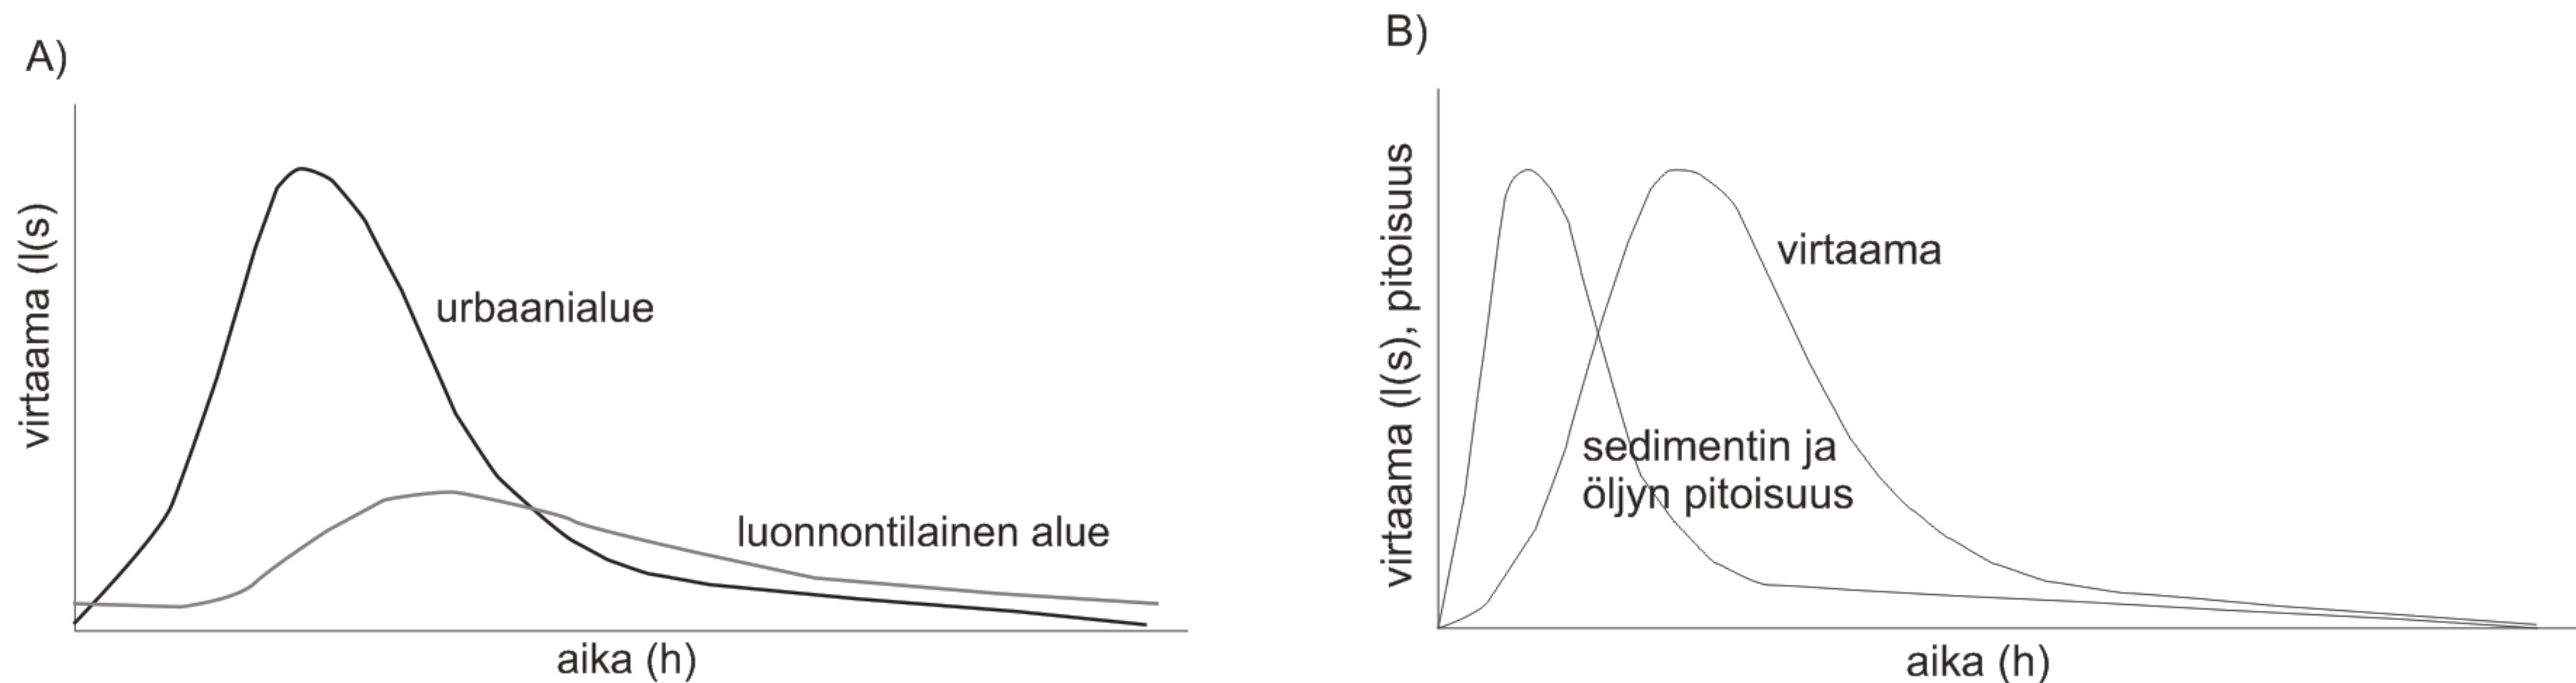 A)
virtaama (l(s)
urbaanialue
luonnontilainen alue
aika (h)
B)
virtaama (l(s), pitoisuus
virtaama
sedimentin ja
öljyn pitoisuus
aika (h)